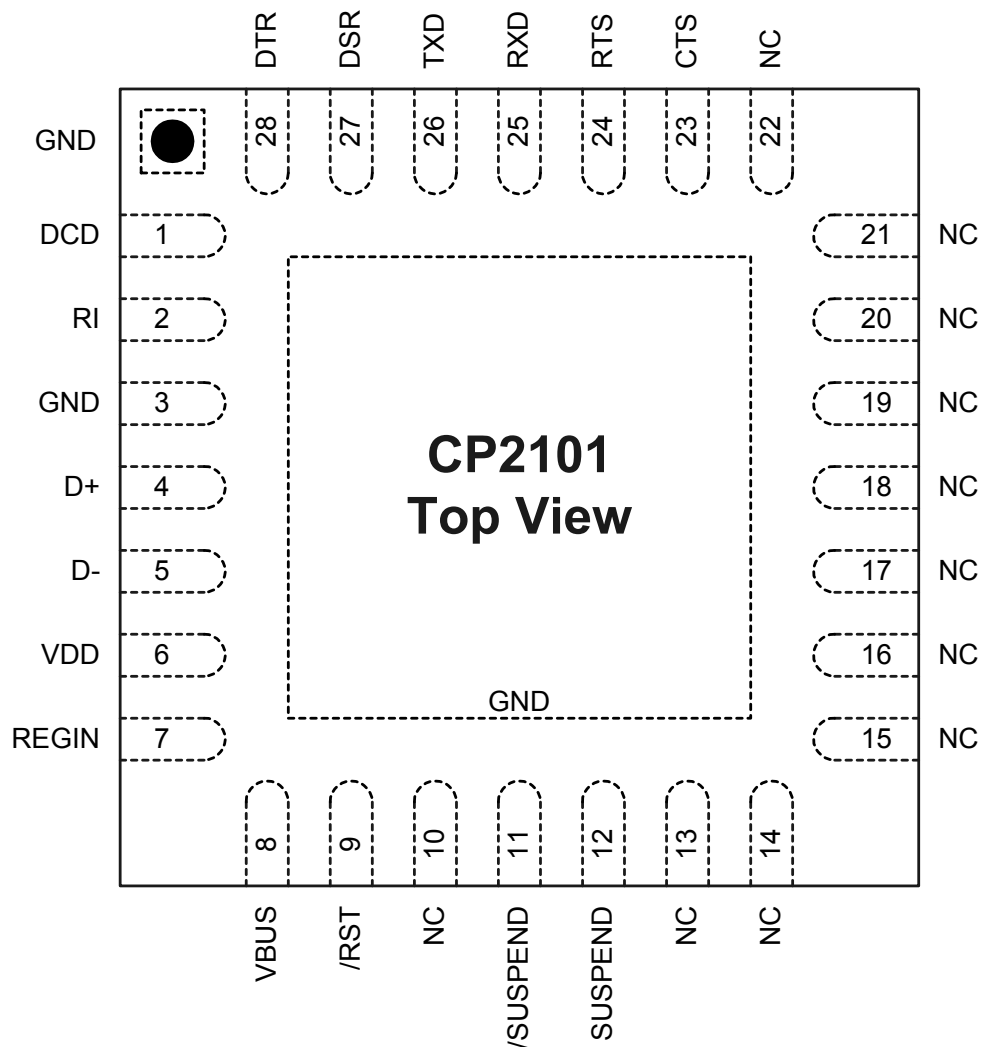 DTR DSR TXD RXD RTS CTS NC
28 27 26 25 24 23 22
GND
DCD 1
RI 2
GND 3
D+ 4
D- 5
VDD 6
REGIN 7
CP2101
Top View
GND
21 NC
20 NC
19 NC
18 NC
17 NC
16 NC
15 NC
8 9 10 11 12 13 14
VBUS /RST NC /SUSPEND SUSPEND NC NC